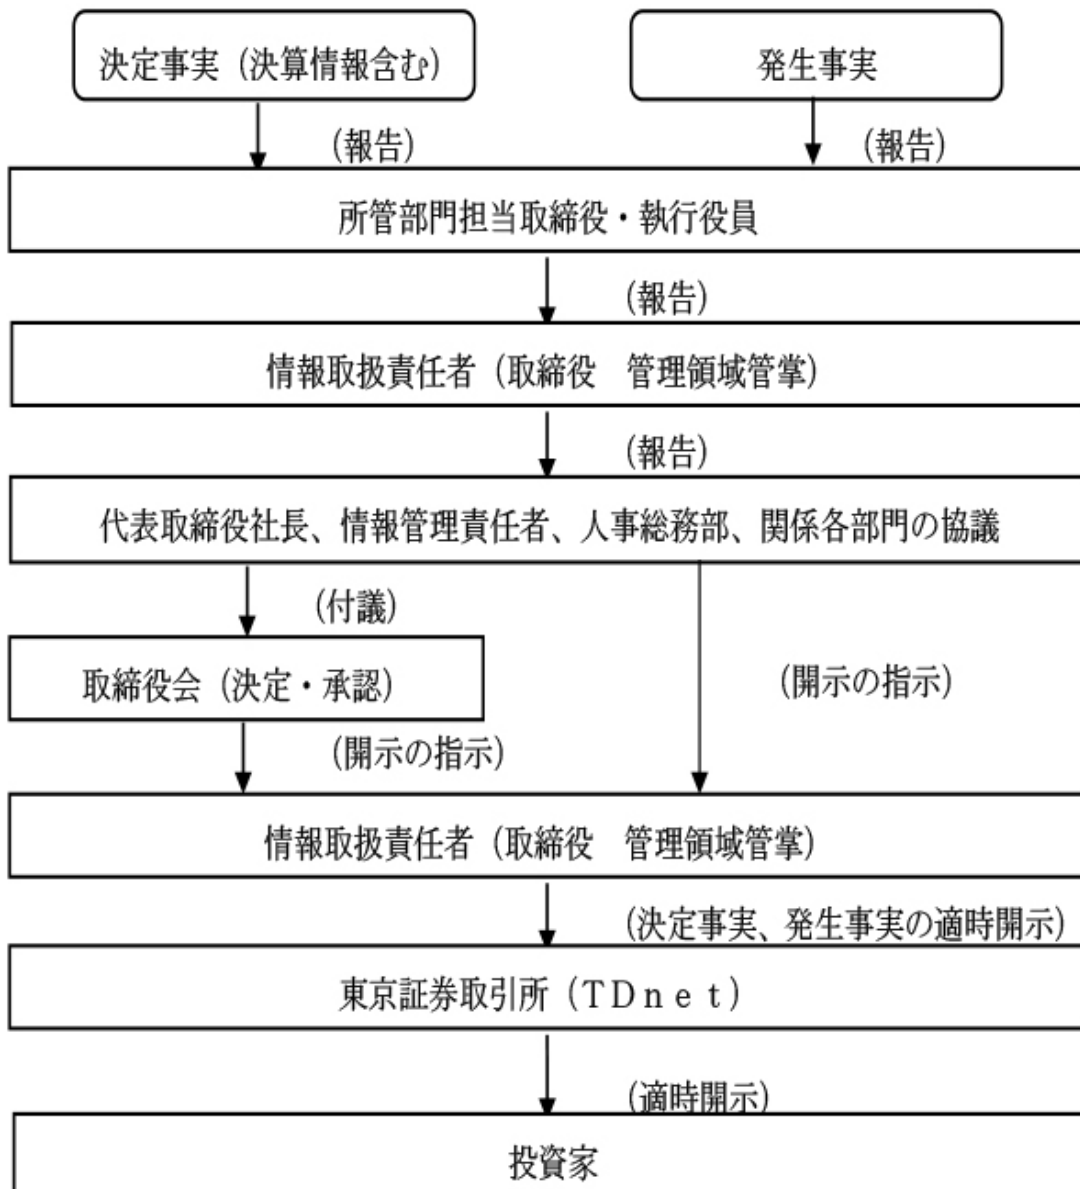 決定事実（決算情報含む）
発生事実
(報告)
(報告)
所管部門担当取締役・執行役員
(報告)
情報取扱責任者（取締役　管理領域管掌）
(報告)
代表取締役社長、情報管理責任者、人事総務部、関係各部門の協議
(付議)
取締役会（決定・承認）
(開示の指示)
(開示の指示)
情報取扱責任者（取締役　管理領域管掌）
(決定事実、発生事実の適時開示)
東京証券取引所（ＴＤｎｅｔ）
(適時開示)
投資家